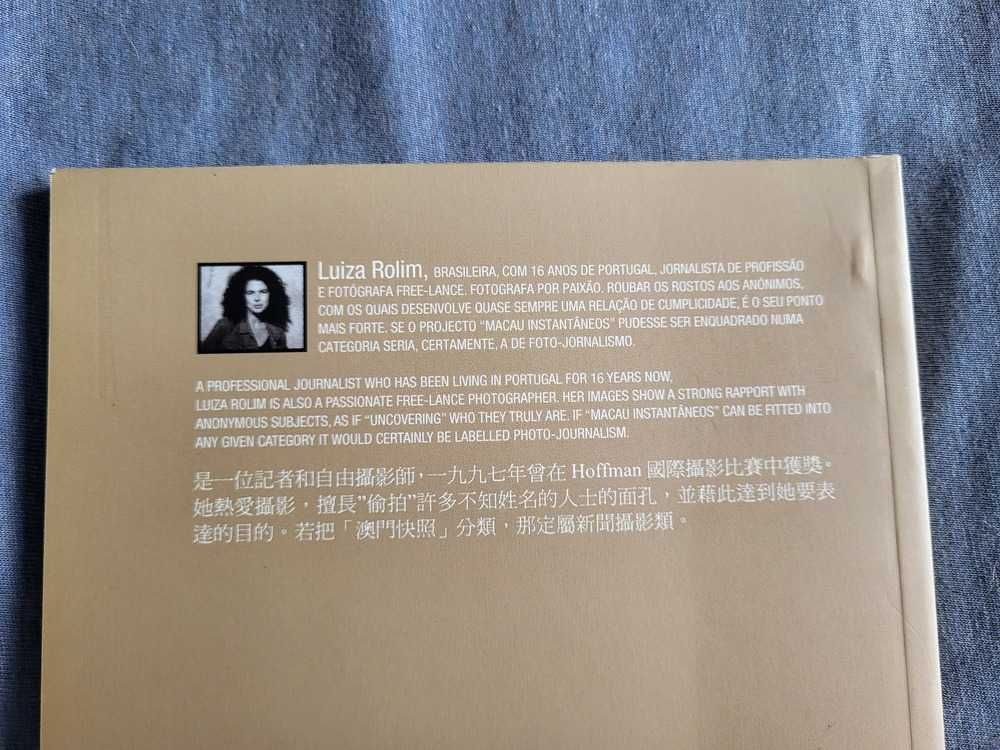 Luiza Rolim, BRASILEIRA, COM 16 ANOS DE PORTUGAL, JORNALISTA DE PROFISSÃO
E FOTÓGRAFA FREE-LANCE. FOTOGRAFA POR PAIXÃO. ROUBAR OS ROSTOS AOS ANÓNIMOS,
COM OS QUAIS DESENVOLVE QUASE SEMPRE UMA RELAÇÃO DE CUMPLICIDADE, É O SEU PONTO
MAIS FORTE. SE O PROJECTO “MACAU INSTANTÂNEOS” PUDESSE SER ENQUADRADO NUMA
CATEGORIA SERIA, CERTAMENTE, A DE FOTO-JORNALISMO.
A PROFESSIONAL JOURNALIST WHO HAS BEEN LIVING IN PORTUGAL FOR 16 YEARS NOW,
LUIZA ROLIM IS ALSO A PASSIONATE FREE-LANCE PHOTOGRAPHER. HER IMAGES SHOW A STRONG RAPPORT WITH
ANONYMOUS SUBJECTS, AS IF “UNCOVERING” WHO THEY TRULY ARE. IF “MACAU INSTANTÂNEOS” CAN BE FITTED INTO
ANY GIVEN CATEGORY IT WOULD CERTAINLY BE LABELLED PHOTO-JOURNALISM.
是一位記者和自由攝影師,一九九七年曾在 Hoffman 國際攝影比賽中獲獎。
她熱愛攝影，擅長”偷拍”許多不知姓名的人士的面孔，並藉此達到她要表
達的目的。若把「澳門快照」分類，那定屬新聞攝影類。